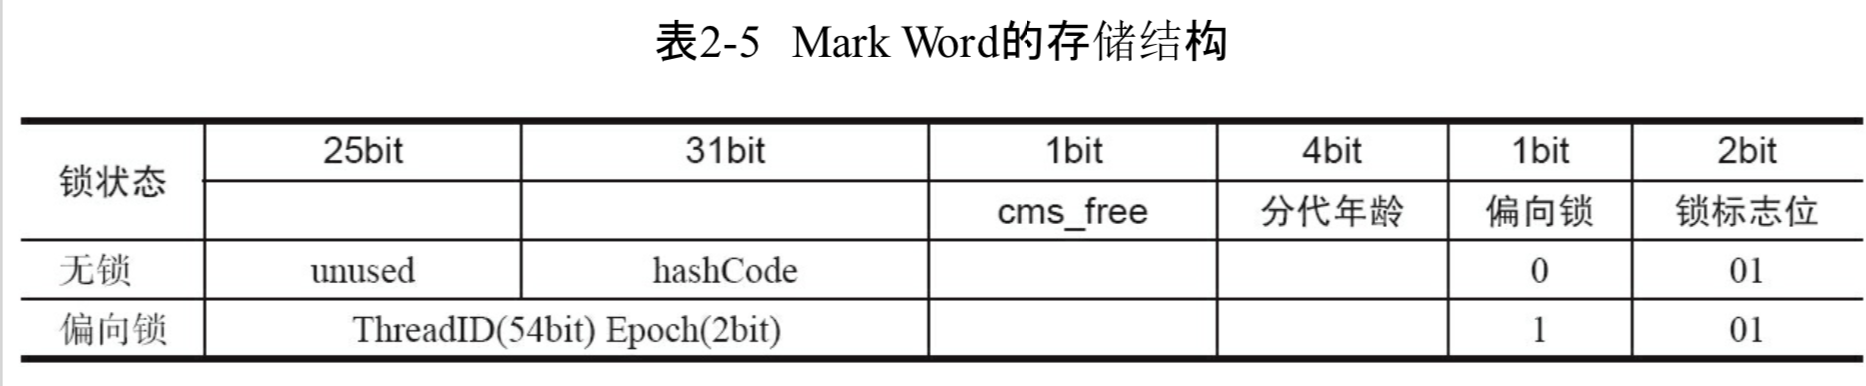 表2-5 Mark Word的存储结构
锁状态 25bit 31bit 1bit 4bit 1bit 2bit
cms_free 分代年龄 偏向锁 锁标志位
无锁 unused hashCode 0 01
偏向锁 ThreadID(54bit) Epoch(2bit) 1 01